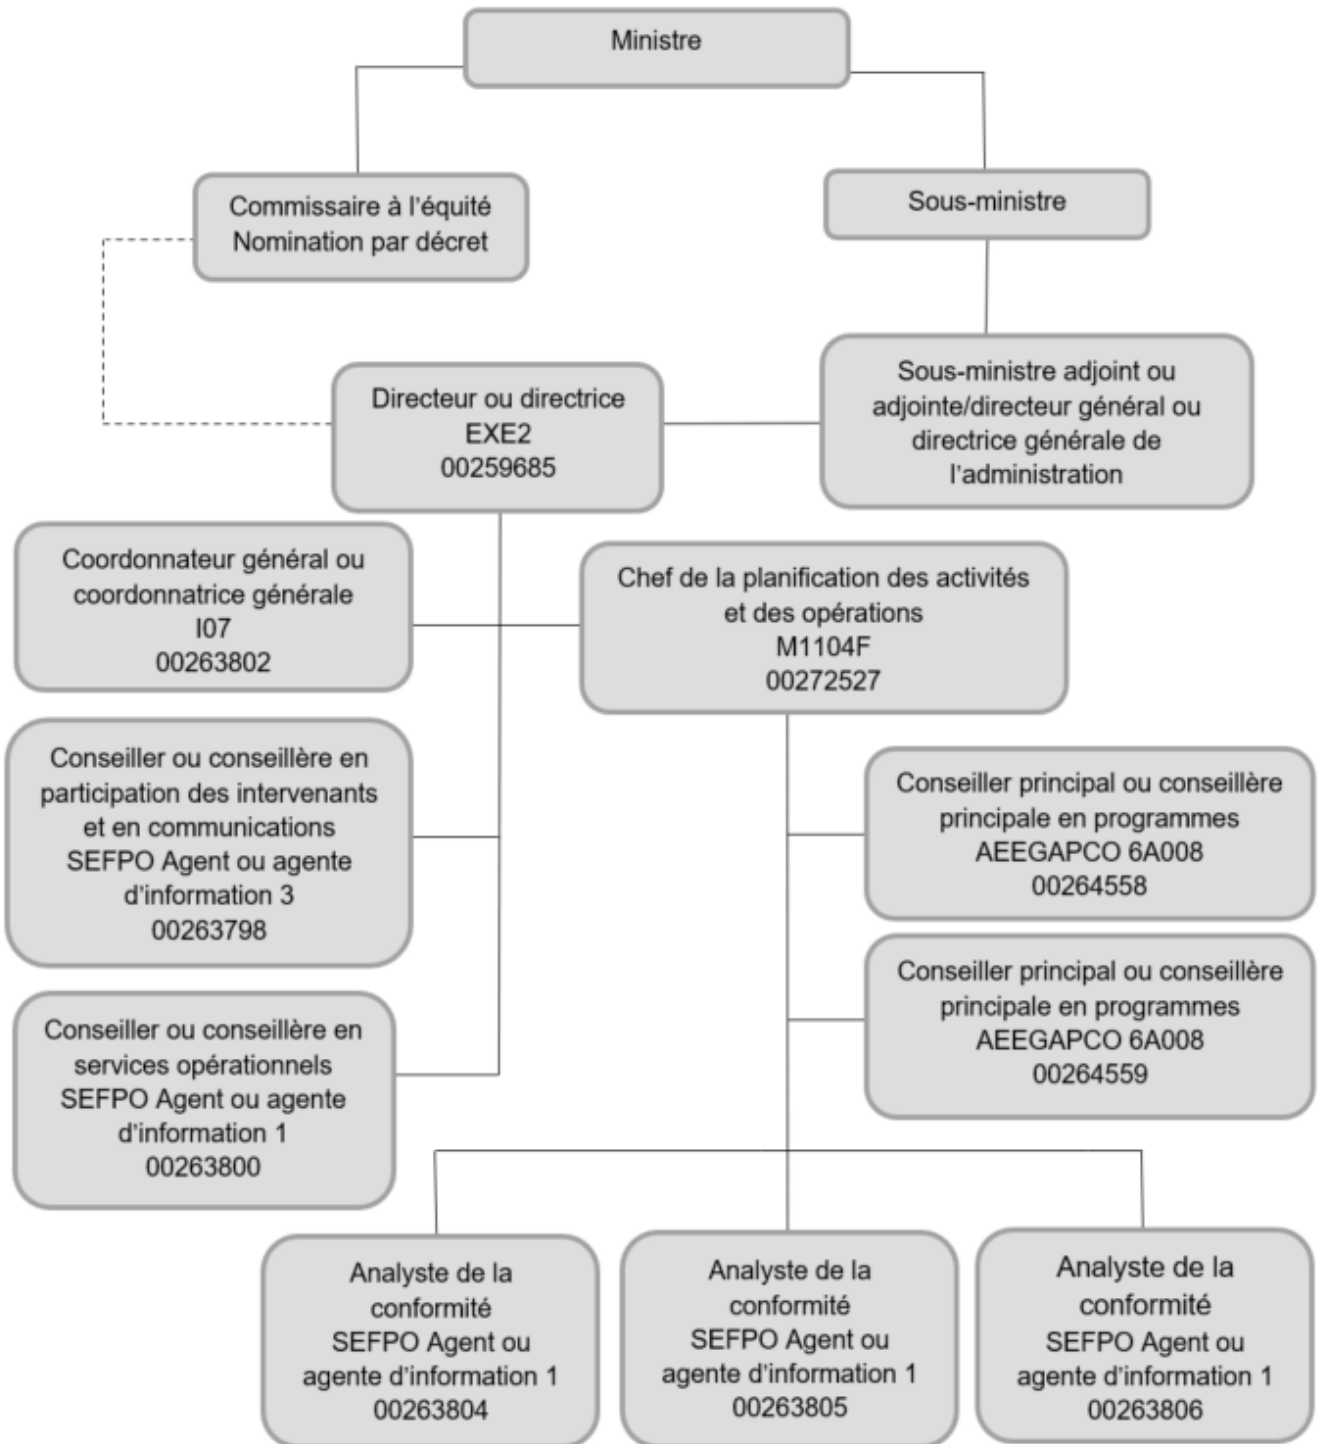 Ministre
Commissaire à l'équité
Nomination par décret
Sous-ministre
Directeur ou directrice
EXE2
00259685
Sous-ministre adjoint ou
adjointe/directeur général ou
directrice générale de
l'administration
Coordonnateur général ou
coordonnatrice générale
I07
00263802
Chef de la planification des activités
et des opérations
M1104F
00272527
Conseiller ou conseillère en
participation des intervenants
et en communications
SEFPO Agent ou agente
d'information 3
00263798
Conseiller principal ou conseillère
principale en programmes
AEEGAPCO 6A008
00264558
Conseiller principal ou conseillère
principale en programmes
AEEGAPCO 6A008
00264559
Conseiller ou conseillère en
services opérationnels
SEFPO Agent ou agente
d'information 1
00263800
Analyste de la
conformité
SEFPO Agent ou
agente d'information 1
00263804
Analyste de la
conformité
SEFPO Agent ou
agente d'information 1
00263805
Analyste de la
conformité
SEFPO Agent ou
agente d'information 1
00263806